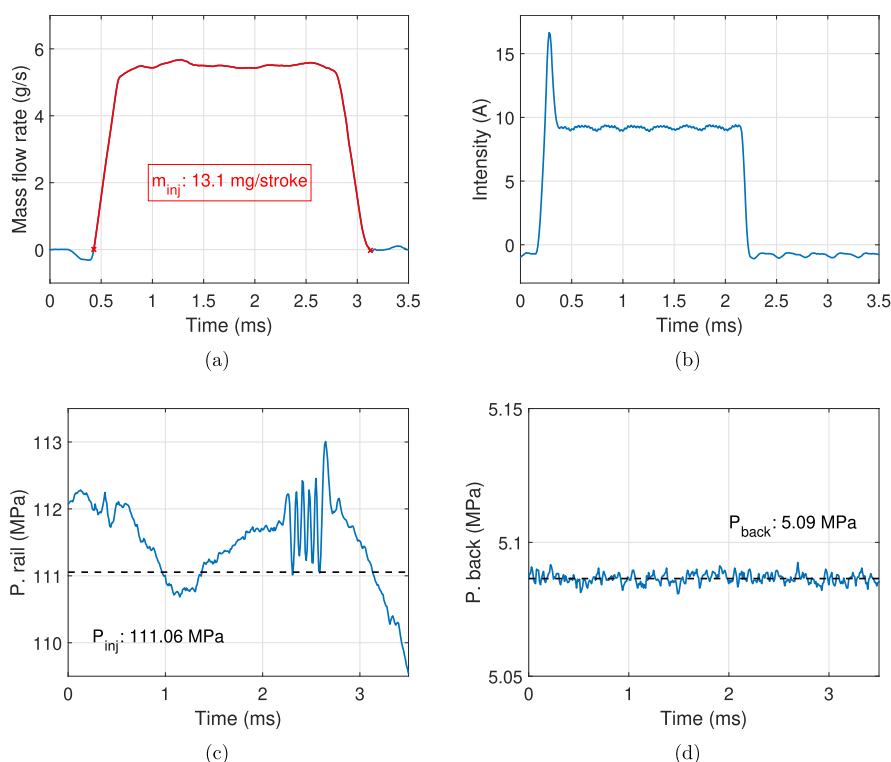 Mass flow rate (g/s)
6
4
2
0
m_inj: 13.1 mg/stroke
0 0.5 1 1.5 2 2.5 3 3.5
Time (ms)
(a)
Intensity (A)
15
10
5
0
0 0.5 1 1.5 2 2.5 3 3.5
Time (ms)
(b)
P. rail (MPa)
113
112
111
110
P_inj: 111.06 MPa
0 1 2 3
Time (ms)
(c)
P. back (MPa)
5.15
5.1
5.05
P_back: 5.09 MPa
0 1 2 3
Time (ms)
(d)